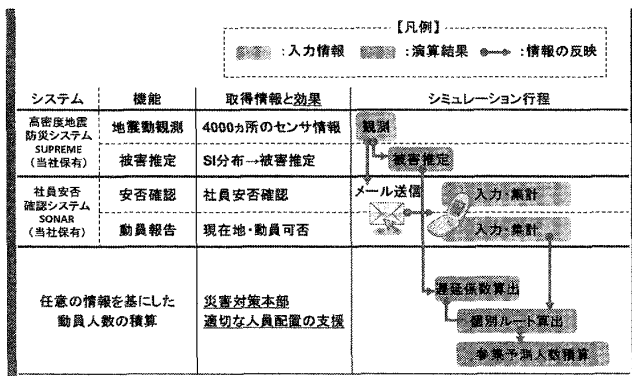 【凡例】
:入力情報 :演算結果 :情報の反映
システム 機能 取得情報と効果 シミュレーション行程
高密度地震
防災システム
SUPREME
(当社保有)
地震動観測 4000ヵ所のセンサ情報 観測
被害推定 SI分布→被害推定 被害推定
社員安否
確認システム
SONAR
(当社保有)
安否確認 社員安否確認 メール送信 入力・集計
動員報告 現在地・動員可否 入力・集計
任意の情報を基にした
動員人数の積算
災害対策本部
適切な人員配置の支援
遅延係数算出
個別ルート算出
参集予測人数積算